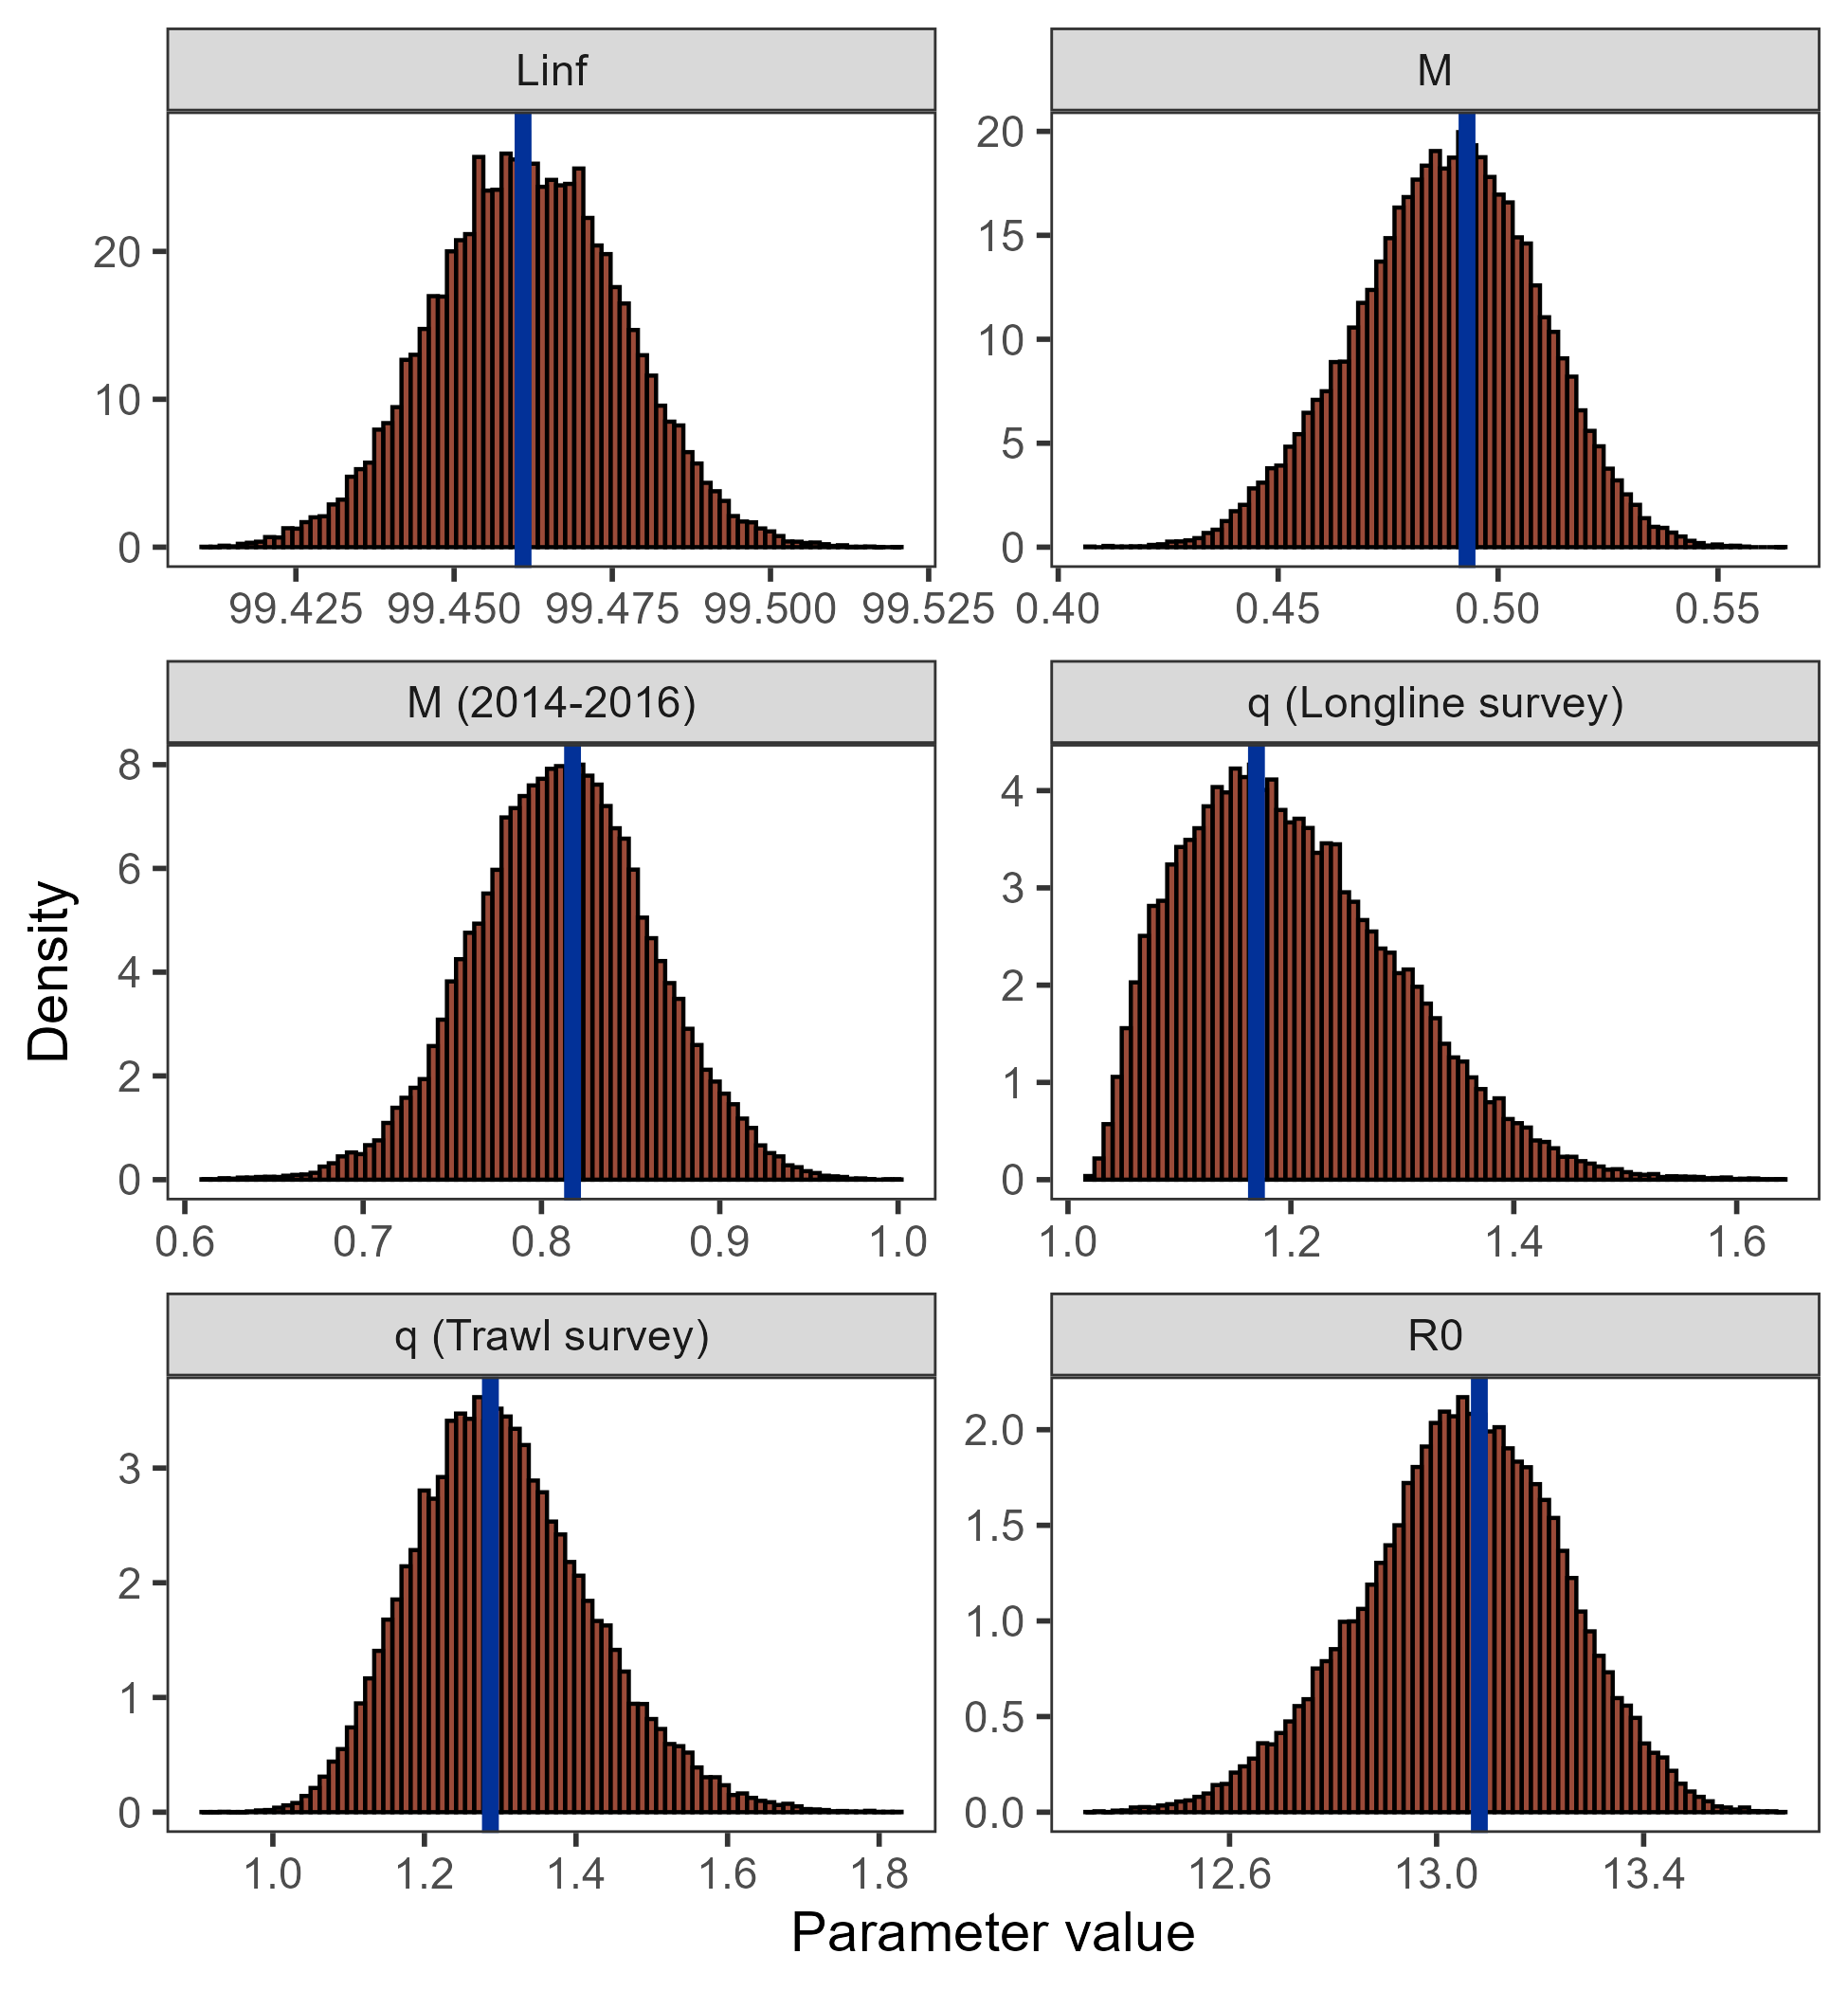 Linf
M
20
10
0
20
15
10
5
0
99.425 99.450 99.475 99.500 99.525
0.40 0.45 0.50 0.55
M (2014-2016)
q (Longline survey)
8
6
4
2
0
4
3
2
1
0
0.6 0.7 0.8 0.9 1.0
1.0 1.2 1.4 1.6
Density
q (Trawl survey)
R0
3
2
1
0
2.0
1.5
1.0
0.5
0.0
1.0 1.2 1.4 1.6 1.8
12.6 13.0 13.4
Parameter value